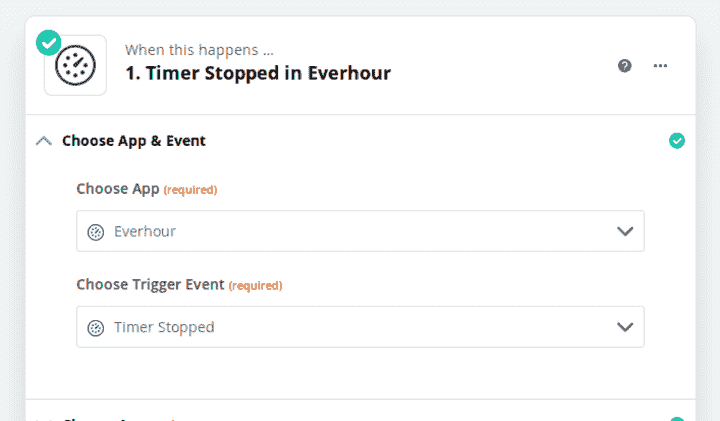 When this happens ...
1. Timer Stopped in Everhour
Choose App & Event
Choose App (required)
Everhour
Choose Trigger Event (required)
Timer Stopped